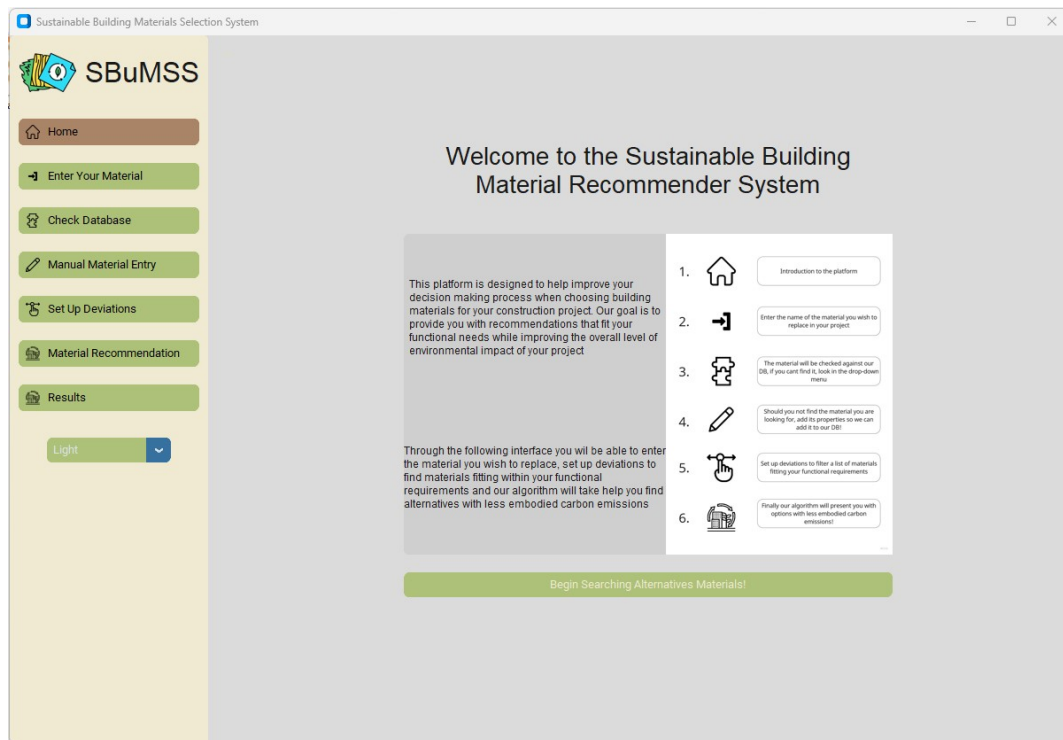 Sustainable Building Materials Selection System
SBuMSS
Home
Enter Your Material
Check Database
Manual Material Entry
Set Up Deviations
Material Recommendation
Results
Light
Welcome to the Sustainable Building
Material Recommender System
This platform is designed to help improve your
decision making process when choosing building
materials for your construction project. Our goal is to
provide you with recommendations that fit your
functional needs while improving the overall level of
environmental impact of your project
Through the following interface you will be able to enter
the material you wish to replace, set up deviations to
find materials fitting within your functional
requirements and our algorithm will take help you find
alternatives with less embodied carbon emissions
1.
Introduction to the platform
2.
Enter the name of the material you wish to
replace in your project
3.
The material will be checked against our
DB, if you cant find it, look in the drop-down
menu
4.
Should you not find the material you are
looking for, add its properties so we can
add it to our DB!
5.
Set up deviations to filter a list of materials
fitting your functional requirements
6.
Finally our algorithm will present you with
options with less embodied carbon
emissions!
Begin Searching Alternatives Materials!